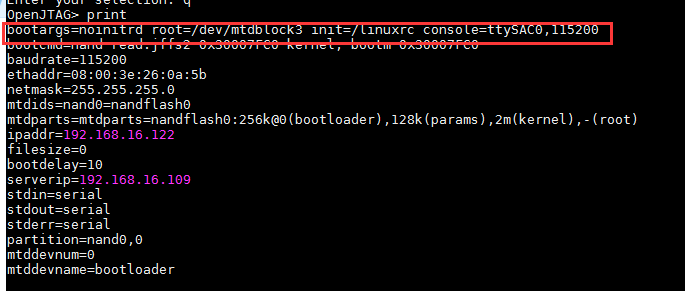 Enter your selection: q
OpenJTAG> print
bootargs=noinitrd root=/dev/mtdblock3 init=/linuxrc console=ttySAC0,115200
bootcmd=nand read.jffs2 0x30007FC0 kernel; bootm 0x30007FC0
baudrate=115200
ethaddr=08:00:3e:26:0a:5b
netmask=255.255.255.0
mtdids=nand0=nandflash0
mtdparts=mtdparts=nandflash0:256k@0(bootloader),128k(params),2m(kernel),-(root)
ipaddr=192.168.16.122
filesize=0
bootdelay=10
serverip=192.168.16.109
stdin=serial
stdout=serial
stderr=serial
partition=nand0,0
mtddevnum=0
mtddevname=bootloader